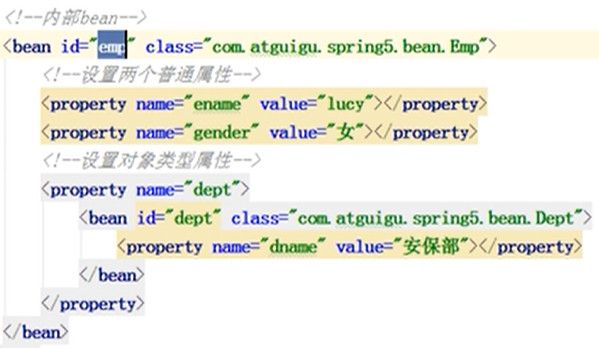 <!--内部bean-->
<bean id="emp" class="com.atguigu.spring5.bean.Emp">
<!--设置两个普通属性-->
<property name="ename" value="lucy"></property>
<property name="gender" value="女"></property>
<!--设置对象类型属性-->
<property name="dept">
<bean id="dept" class="com.atguigu.spring5.bean.Dept">
<property name="dname" value="安保部"></property>
</bean>
</property>
</bean>